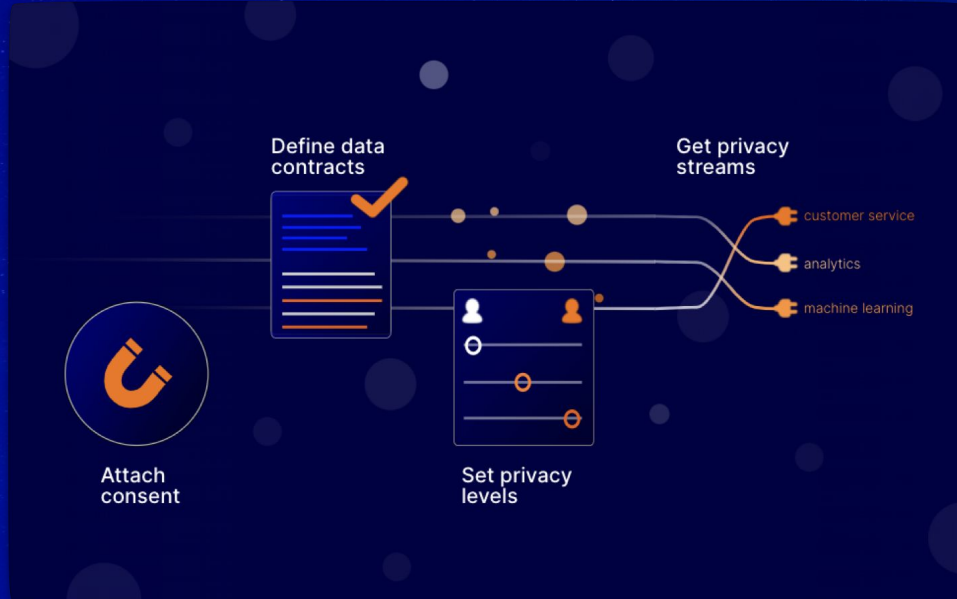 Define data
contracts
Get privacy
streams
customer service
analytics
machine learning
Attach
consent
Set privacy
levels